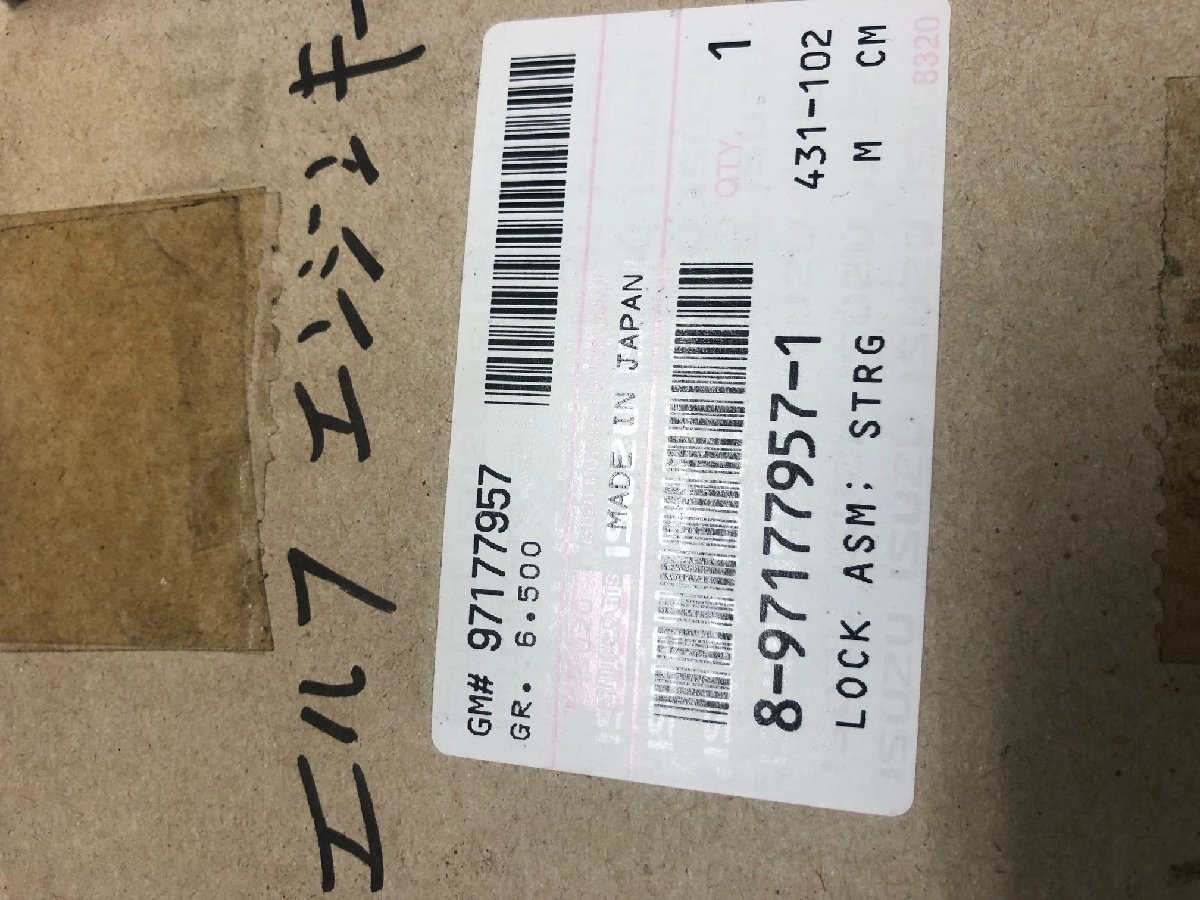 エルフ エンジンキー
GM# 97177957
GR. 6.500
MADE IN JAPAN
QTY. 1
8-97177957-1 431-102
LOCK ASM; STRG M CM
8320